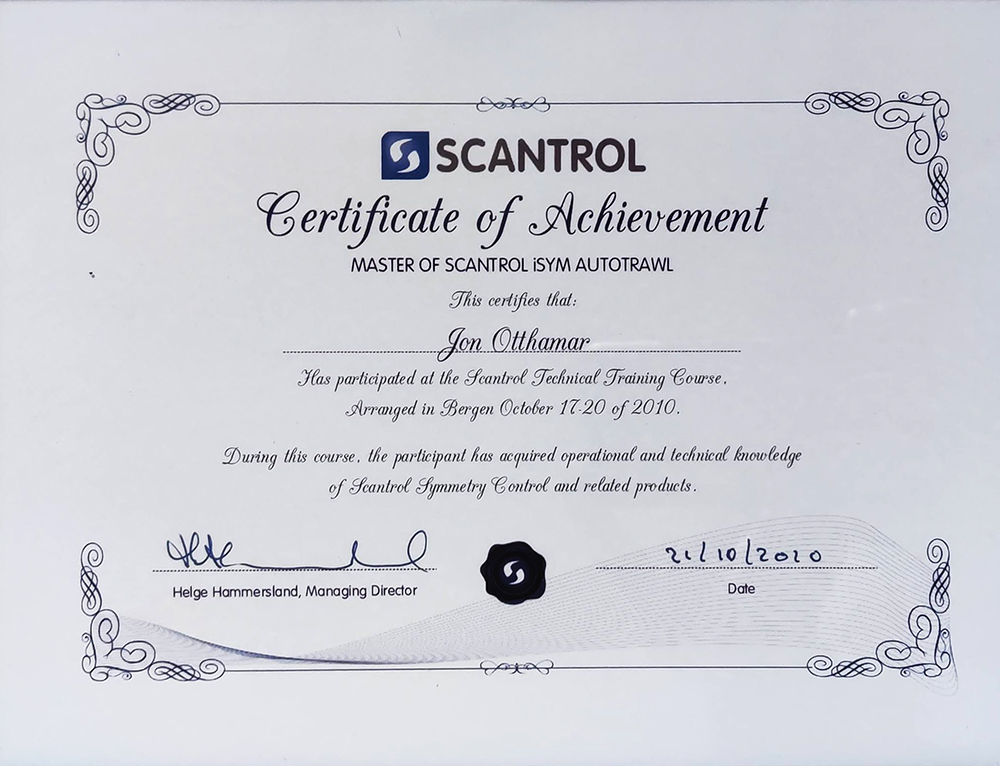 SCANTROL
Certificate of Achievement
MASTER OF SCANTROL iSYM AUTOTRAWL
This certifies that:
Jon Otthamar
Has participated at the Scantrol Technical Training Course,
Arranged in Bergen October 17-20 of 2010.
During this course, the participant has acquired operational and technical knowledge
of Scantrol Symmetry Control and related products.
21/10/2010
Helge Hammersland, Managing Director
Date